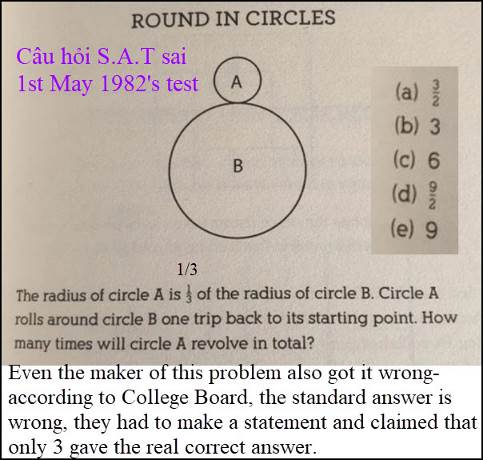 ROUND IN CIRCLES
Câu hỏi S.A.T sai
1st May 1982's test
A
B
(a) 3/2
(b) 3
(c) 6
(d) 9/2
(e) 9
1/3
The radius of circle A is 1/3 of the radius of circle B. Circle A
rolls around circle B one trip back to its starting point. How
many times will circle A revolve in total?
Even the maker of this problem also got it wrong-
according to College Board, the standard answer is
wrong, they had to make a statement and claimed that
only 3 gave the real correct answer.